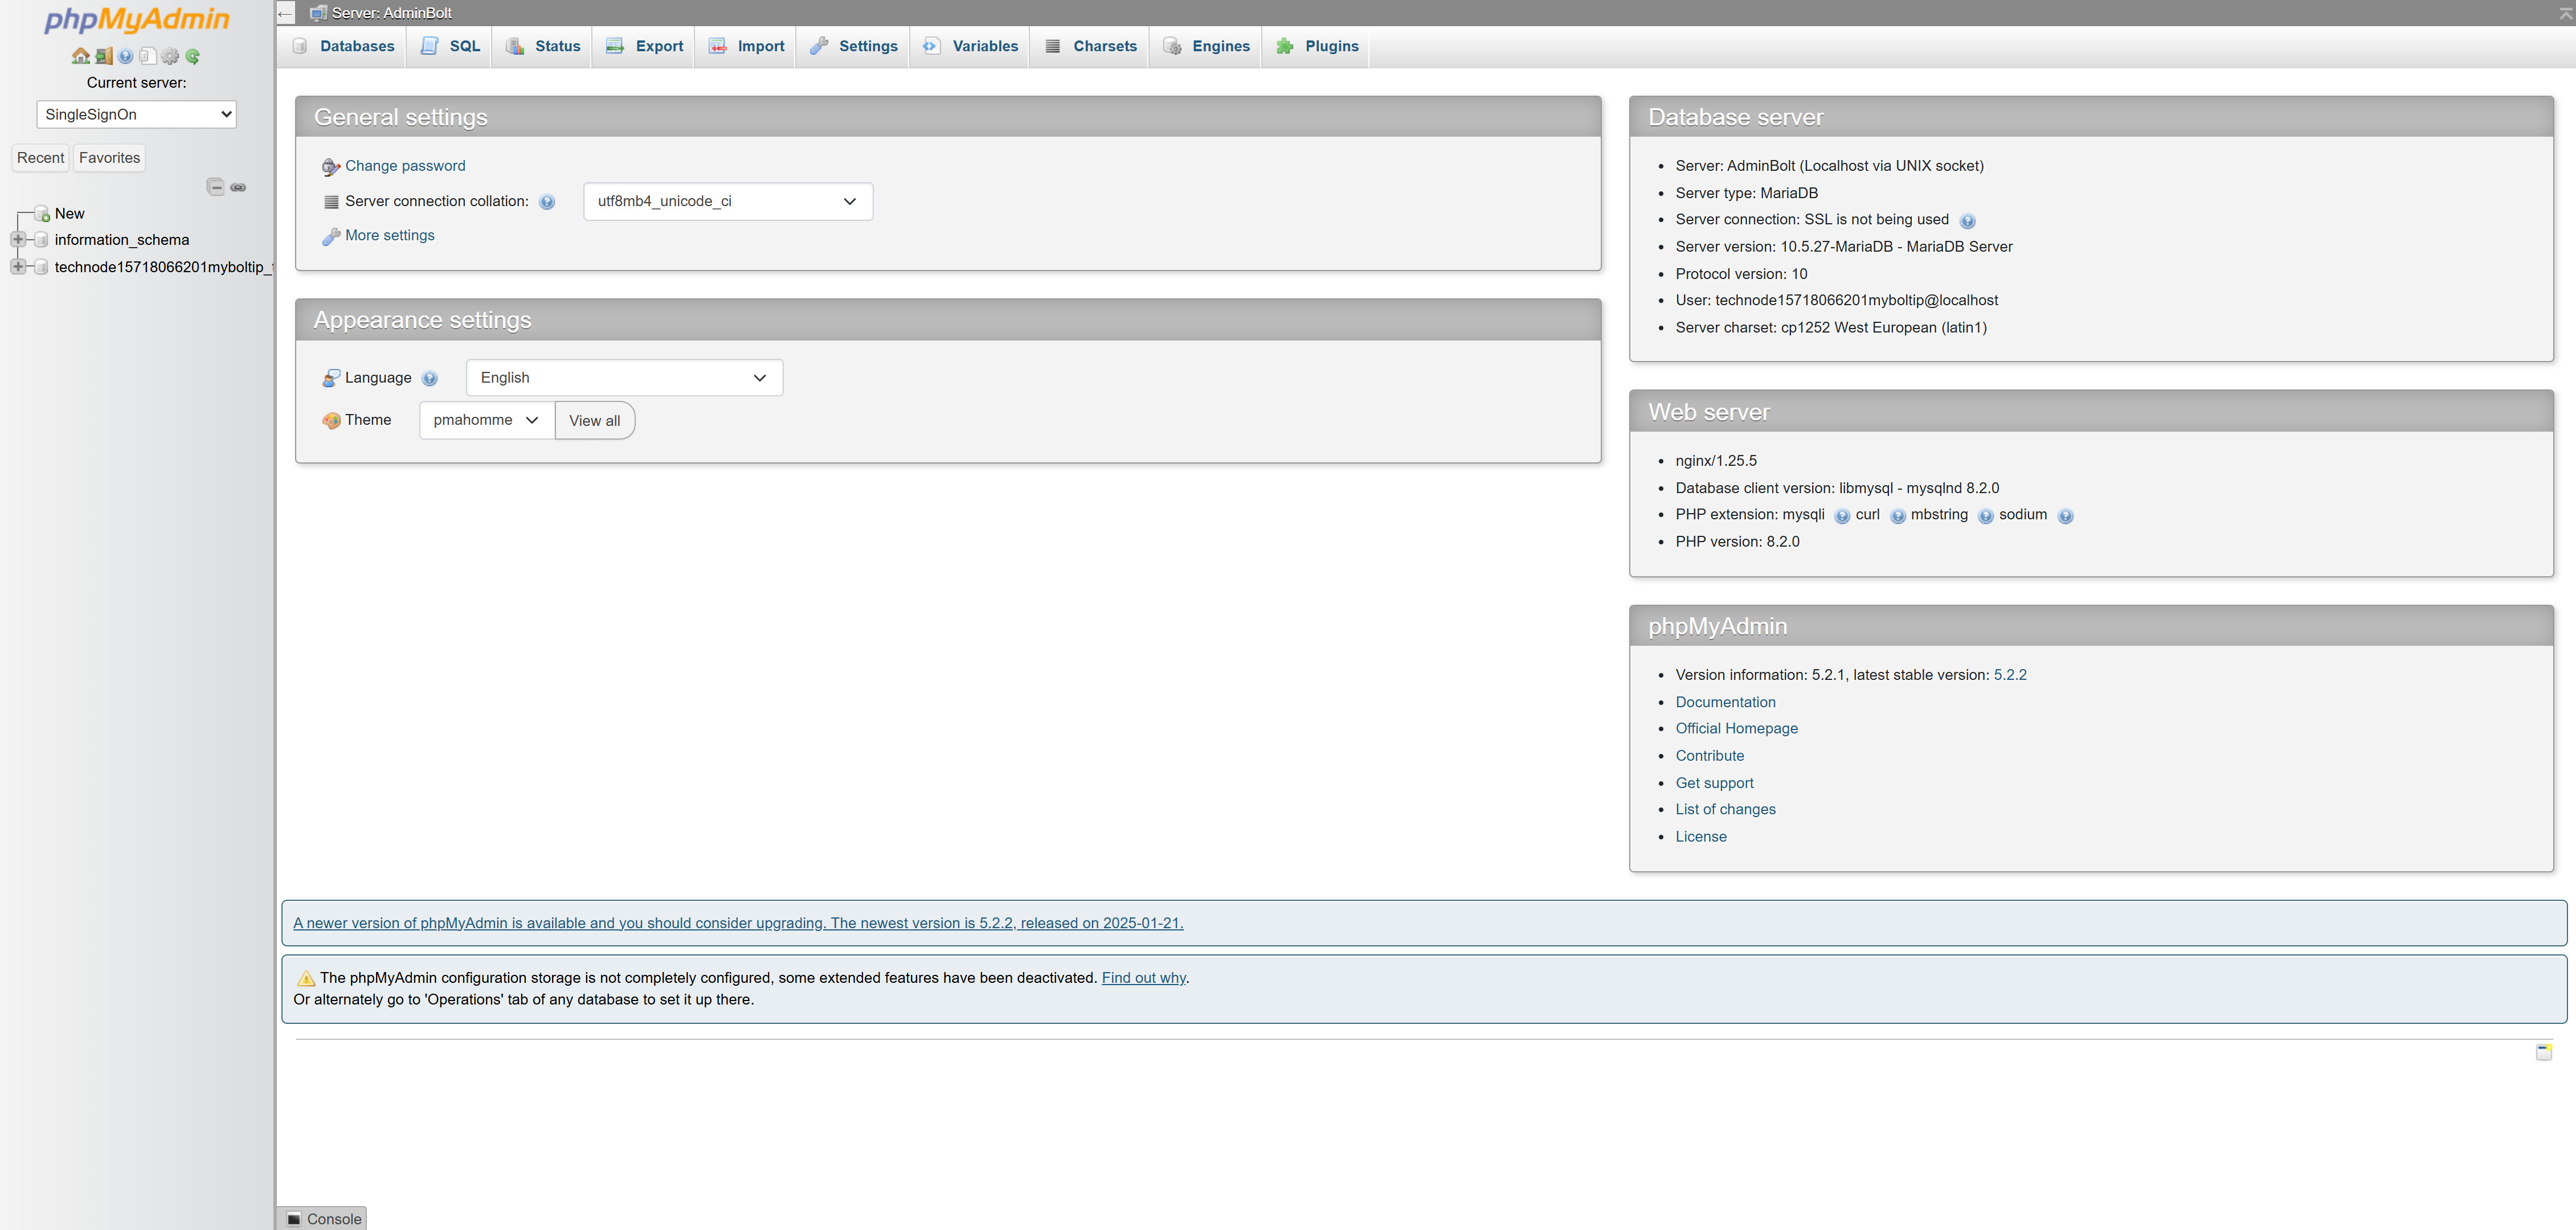 phpMyAdmin
Current server:
SingleSignOn
Recent
Favorites
New
information_schema
technode15718066201myboltip_
Server: AdminBolt
Databases
SQL
Status
Export
Import
Settings
Variables
Charsets
Engines
Plugins
General settings
Change password
Server connection collation:
utf8mb4_unicode_ci
More settings
Appearance settings
Language
English
Theme
pmahomme
View all
Database server
Server: AdminBolt (Localhost via UNIX socket)
Server type: MariaDB
Server connection: SSL is not being used
Server version: 10.5.27-MariaDB - MariaDB Server
Protocol version: 10
User: technode15718066201myboltip@localhost
Server charset: cp1252 West European (latin1)
Web server
nginx/1.25.5
Database client version: libmysql - mysqlnd 8.2.0
PHP extension: mysqli curl mbstring sodium
PHP version: 8.2.0
phpMyAdmin
Version information: 5.2.1, latest stable version: 5.2.2
Documentation
Official Homepage
Contribute
Get support
List of changes
License
A newer version of phpMyAdmin is available and you should consider upgrading. The newest version is 5.2.2, released on 2025-01-21.
The phpMyAdmin configuration storage is not completely configured, some extended features have been deactivated. Find out why.
Or alternately go to 'Operations' tab of any database to set it up there.
Console